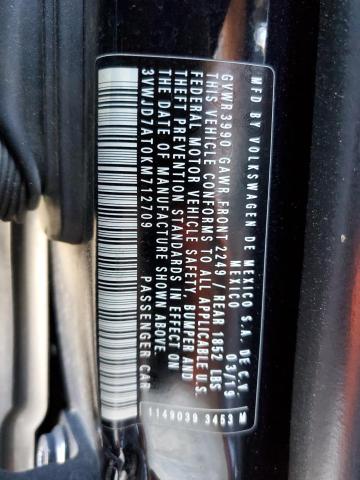 MFD BY VOLKSWAGEN DE MEXICO S.A. DE C.V.
MEXICO 03/19
GVWR 3990 GAWR FRONT 2249 / REAR 1852 LBS
THIS VEHICLE CONFORMS TO ALL APPLICABLE U.S.
FEDERAL MOTOR VEHICLE SAFETY, BUMPER AND
THEFT PREVENTION STANDARDS IN EFFECT ON
THE DATE OF MANUFACTURE SHOWN ABOVE.
3VWJD7AT0KM712709 PASSENGER CAR
1149039 3453 M